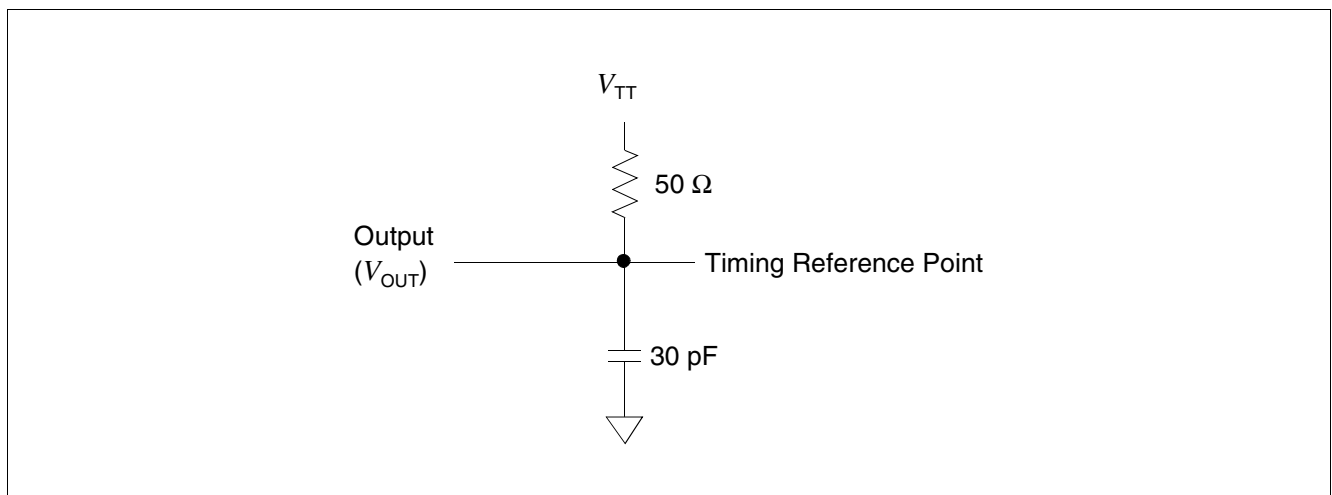 V_TT
50 Ω
Output
(V_OUT)
Timing Reference Point
30 pF